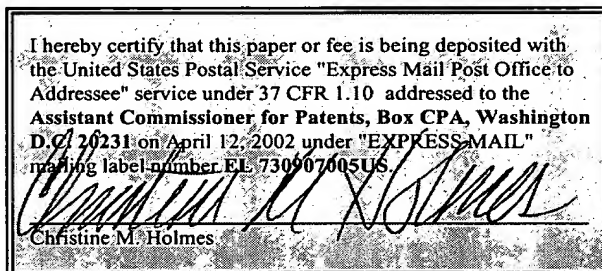 I hereby certify that this paper or fee is being deposited with
the United States Postal Service "Express Mail Post Office to
Addressee" service under 37 CFR 1.10 addressed to the
Assistant Commissioner for Patents, Box CPA, Washington
D.C. 20231 on April 12, 2002 under "EXPRESS MAIL"
mailing label number EL 730907005US.
Christine M Holmes
Christine M. Holmes